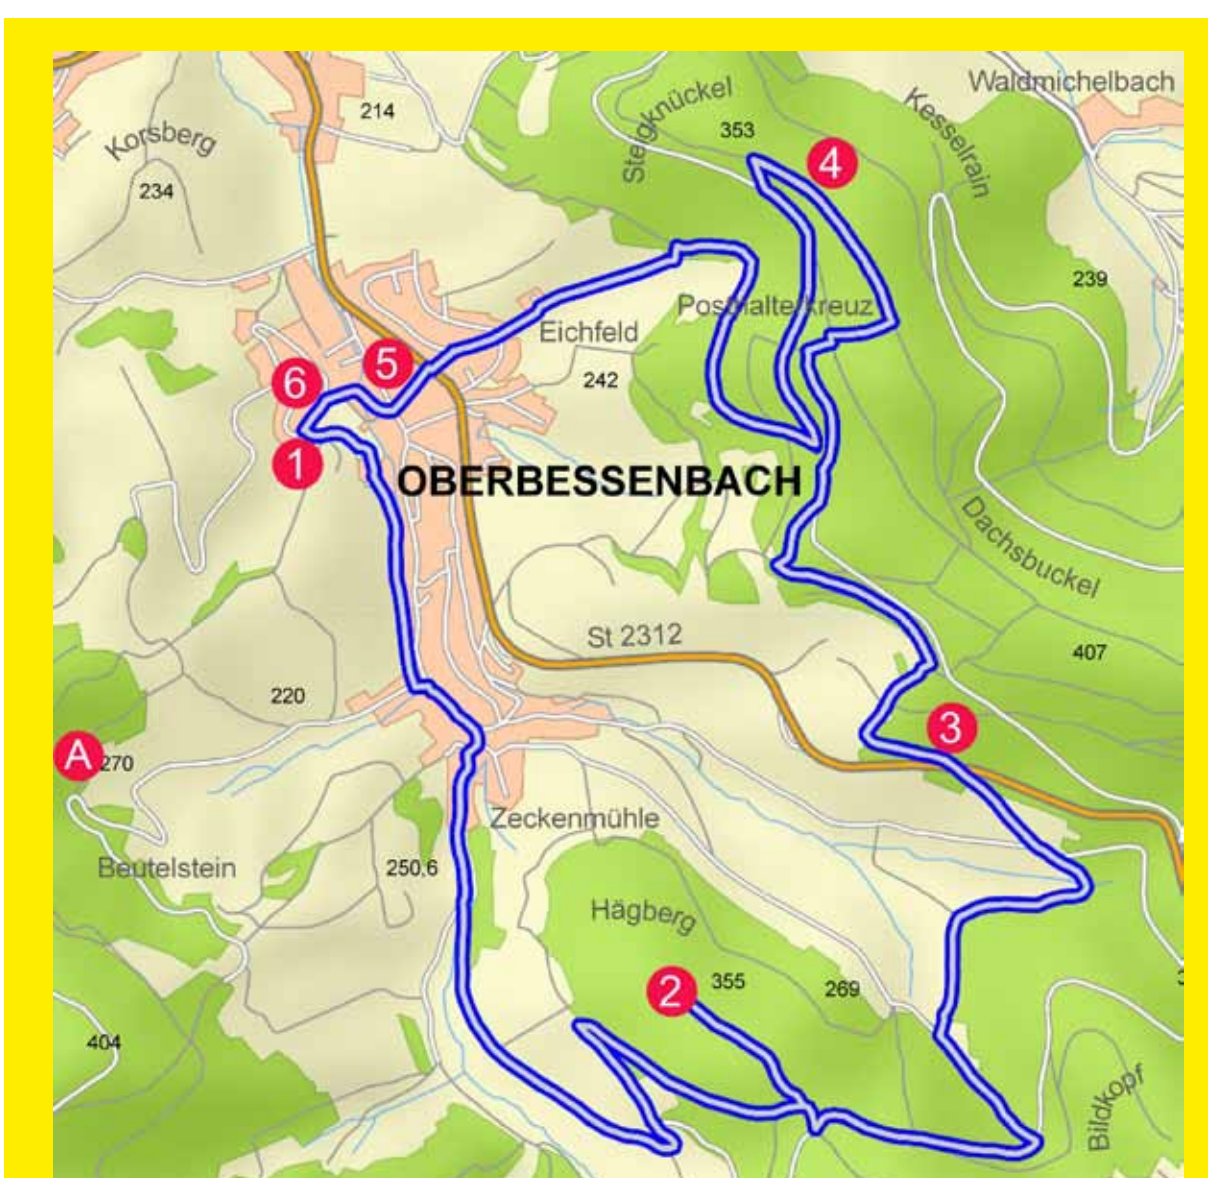 Waldmichelbach
Steigknückel
Kesselrain
214
353
Korsberg
4
234
239
Posthalterkreuz
Eichfeld
5
6
242
1
OBERBESSENBACH
Dachsbuckel
St 2312
407
220
3
A
270
Zeckenmühle
Beutelstein
250.6
Hägberg
355
2
269
404
Bildkopf